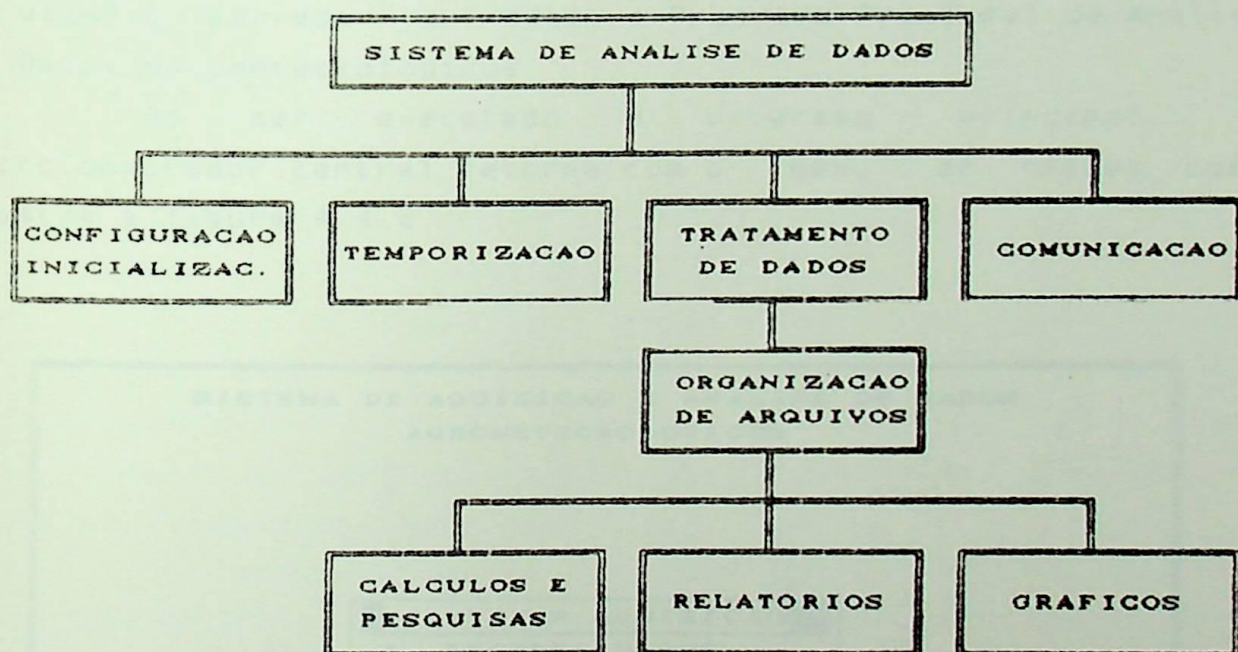 SISTEMA DE ANALISE DE DADOS
CONFIGURACAO
INICIALIZAC.
TEMPORIZACAO
TRATAMENTO
DE DADOS
COMUNICACAO
ORGANIZACAO
DE ARQUIVOS
CALCULOS E
PESQUISAS
RELATORIOS
GRAFICOS